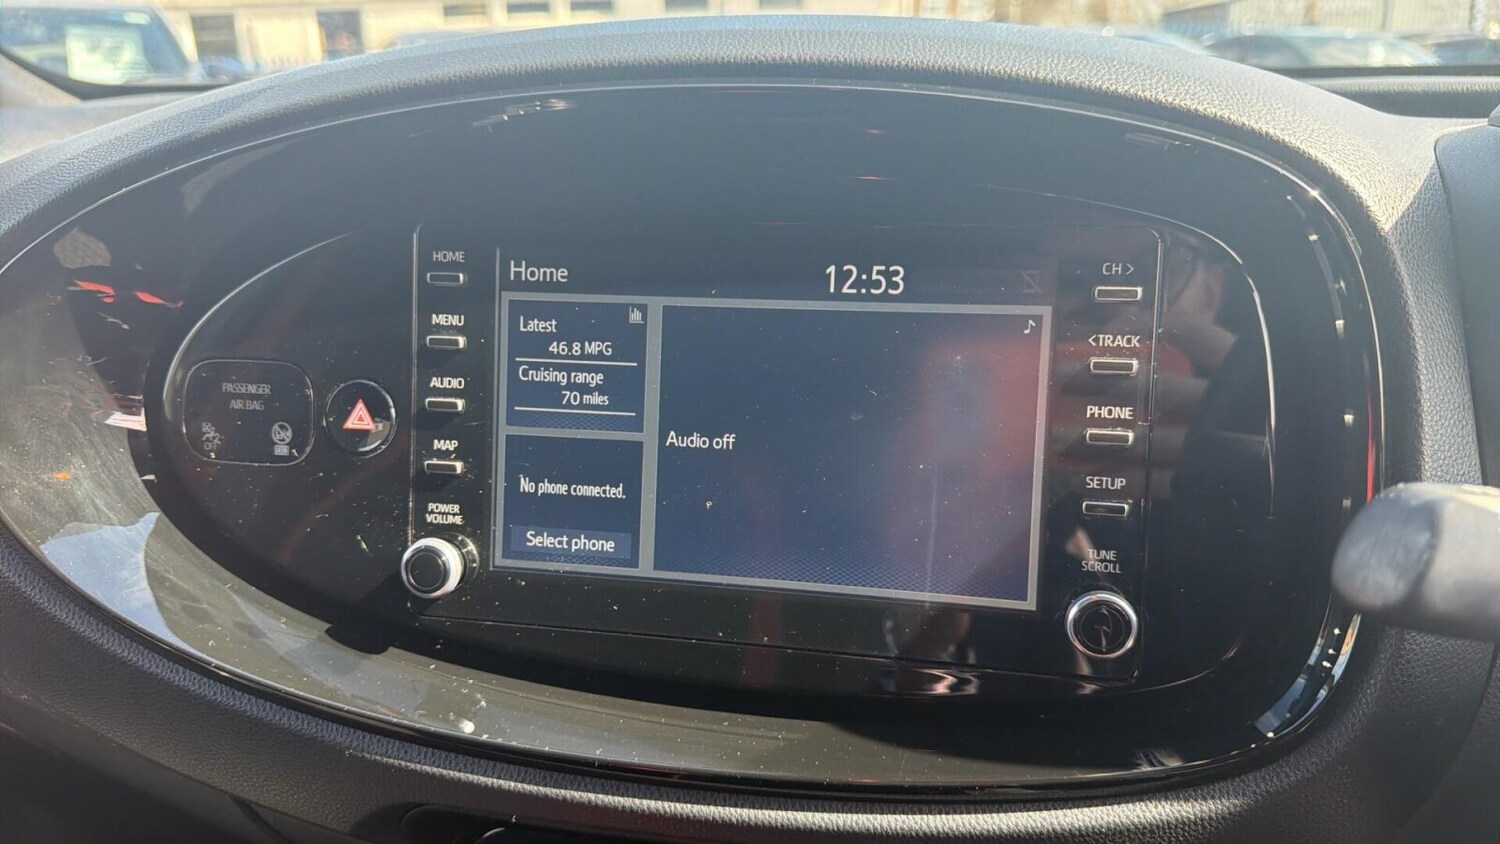 HOME
MENU
AUDIO
MAP
POWER
VOLUME
PASSENGER
AIR BAG
OFF
Home
12:53
Latest
46.8 MPG
Cruising range
70 miles
No phone connected.
Select phone
Audio off
CH >
< TRACK
PHONE
SETUP
TUNE
SCROLL